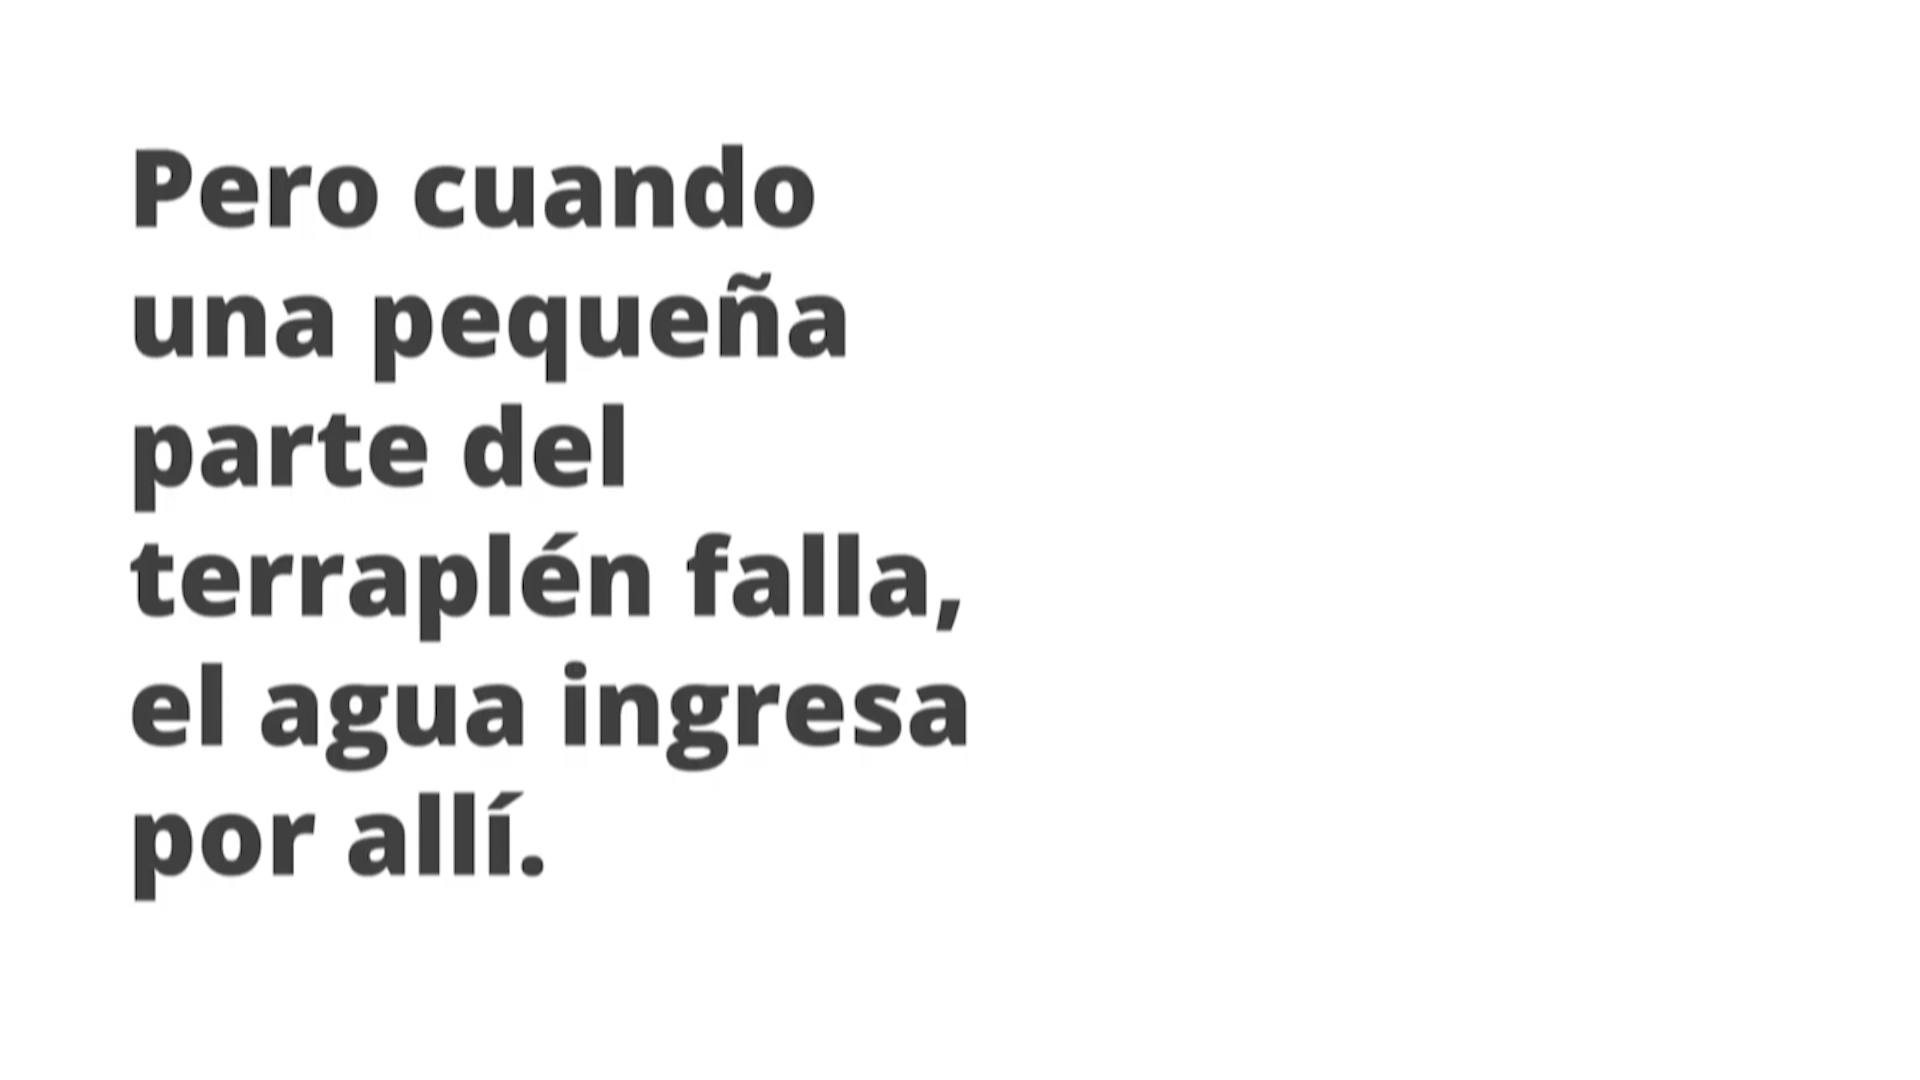 Pero cuando
una pequeña
parte del
terraplén falla,
el agua ingresa
por allí.